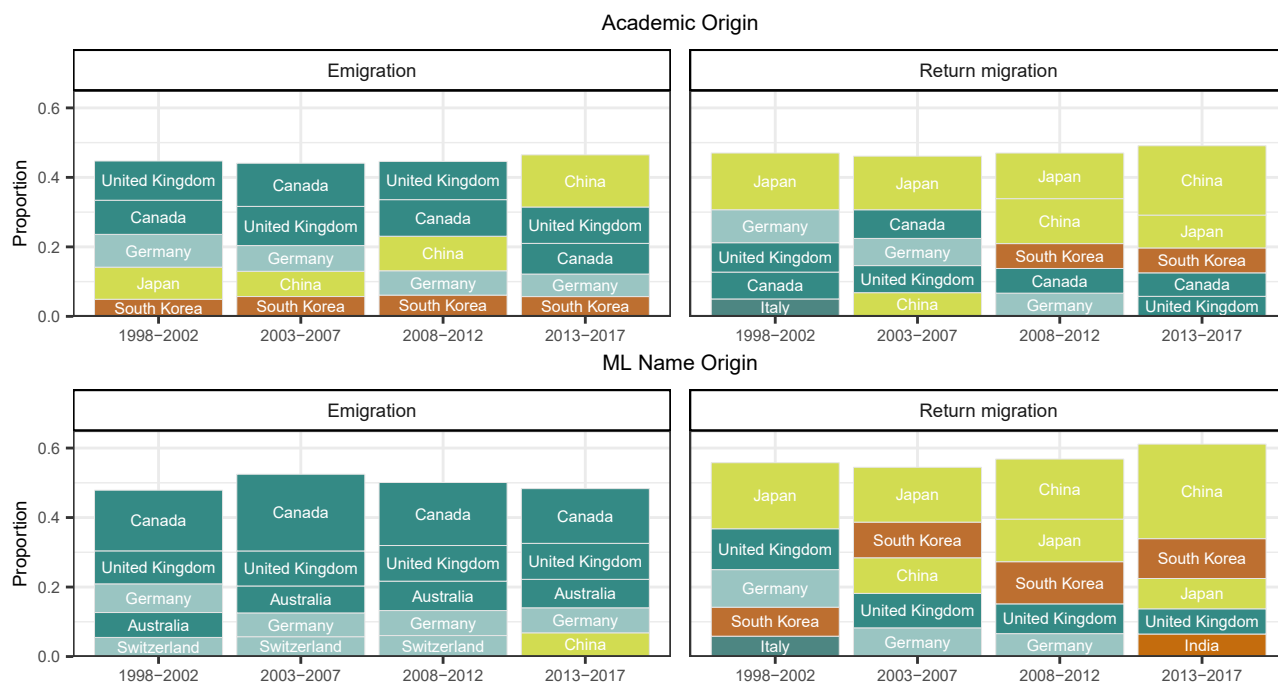 Academic Origin
Emigration
Return migration
Proportion
0.6
0.4
0.2
0.0
United Kingdom
Canada
Germany
Japan
South Korea
Canada
United Kingdom
Germany
China
South Korea
United Kingdom
Canada
China
Germany
South Korea
China
United Kingdom
Canada
Germany
South Korea
Japan
Germany
United Kingdom
Canada
Italy
Japan
Canada
Germany
United Kingdom
China
Japan
China
South Korea
Canada
Germany
China
Japan
South Korea
Canada
United Kingdom
1998−2002 2003−2007 2008−2012 2013−2017
1998−2002 2003−2007 2008−2012 2013−2017
ML Name Origin
Emigration
Return migration
Proportion
0.6
0.4
0.2
0.0
Canada
United Kingdom
Germany
Australia
Switzerland
Canada
United Kingdom
Australia
Germany
Switzerland
Canada
United Kingdom
Australia
Germany
Switzerland
Canada
United Kingdom
Australia
Germany
China
Japan
United Kingdom
Germany
South Korea
Italy
Japan
South Korea
China
United Kingdom
Germany
China
Japan
South Korea
United Kingdom
Germany
China
South Korea
Japan
United Kingdom
India
1998−2002 2003−2007 2008−2012 2013−2017
1998−2002 2003−2007 2008−2012 2013−2017